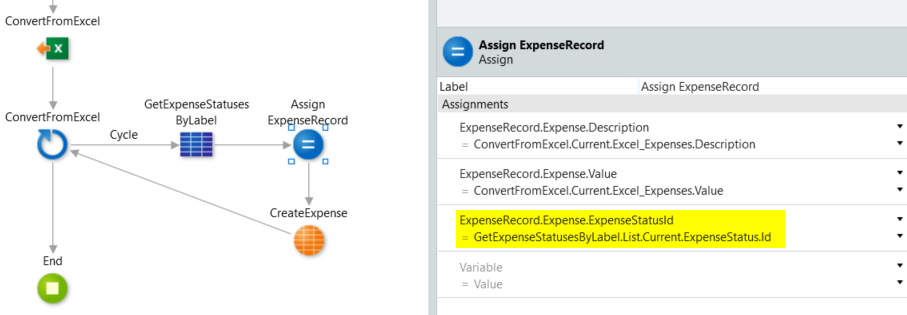 ConvertFromExcel
ConvertFromExcel
Cycle
GetExpenseStatuses
ByLabel
Assign
ExpenseRecord
CreateExpense
End
Assign ExpenseRecord
Assign
Label Assign ExpenseRecord
Assignments
ExpenseRecord.Expense.Description
= ConvertFromExcel.Current.Excel_Expenses.Description
ExpenseRecord.Expense.Value
= ConvertFromExcel.Current.Excel_Expenses.Value
ExpenseRecord.Expense.ExpenseStatusId
= GetExpenseStatusesByLabel.List.Current.ExpenseStatus.Id
Variable
= Value